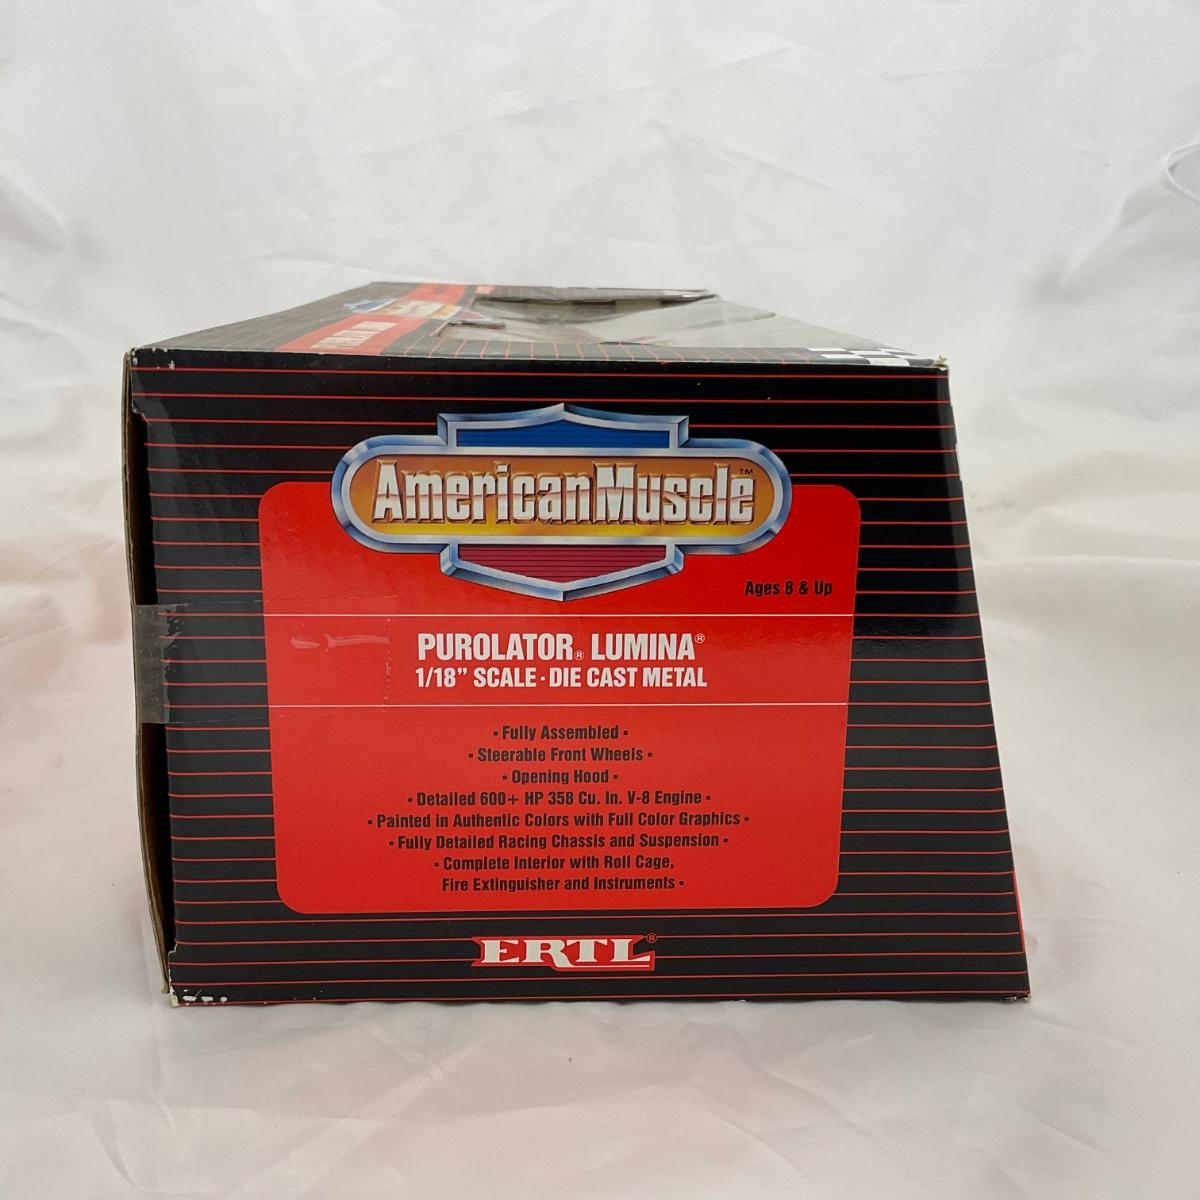 AmericanMuscle™
Ages 8 & Up
PUROLATOR® LUMINA®
1/18” SCALE · DIE CAST METAL
• Fully Assembled •
• Steerable Front Wheels •
• Opening Hood •
• Detailed 600+ HP 358 Cu. In. V-8 Engine •
• Painted in Authentic Colors with Full Color Graphics •
• Fully Detailed Racing Chassis and Suspension •
• Complete Interior with Roll Cage,
Fire Extinguisher and Instruments •
ERTL®